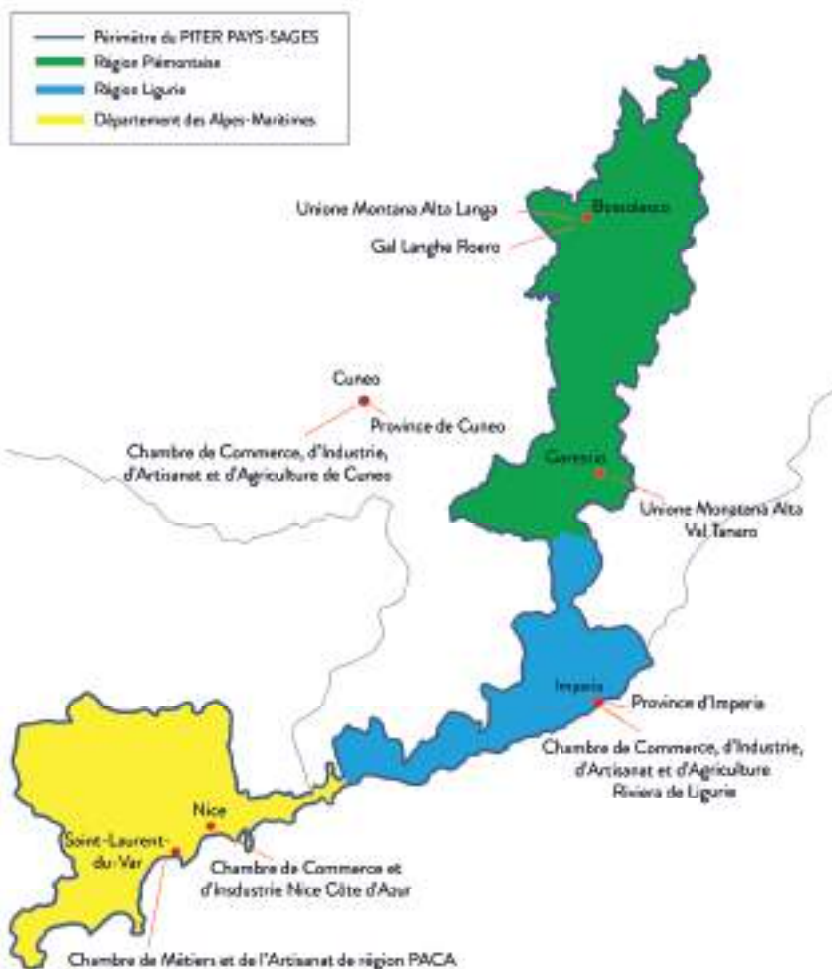 Périmètre du PITER PAYS-SAGES
Région Piémontaise
Région Ligurie
Département des Alpes-Maritimes
Unione Montana Alta Langa
Bossolasco
Gal Langhe Roero
Cuneo
Province de Cuneo
Chambre de Commerce, d'Industrie,
d'Artisanat et d'Agriculture de Cuneo
Garessio
Unione Monatana Alta
Val Tanaro
Imperia
Province d'Imperia
Chambre de Commerce, d'Industrie,
d'Artisanat et d'Agriculture
Riviera de Ligurie
Nice
Saint-Laurent-
du-Var
Chambre de Commerce et
d'Insdustrie Nice Côte d'Azur
Chambre de Métiers et de l'Artisanat de région PACA